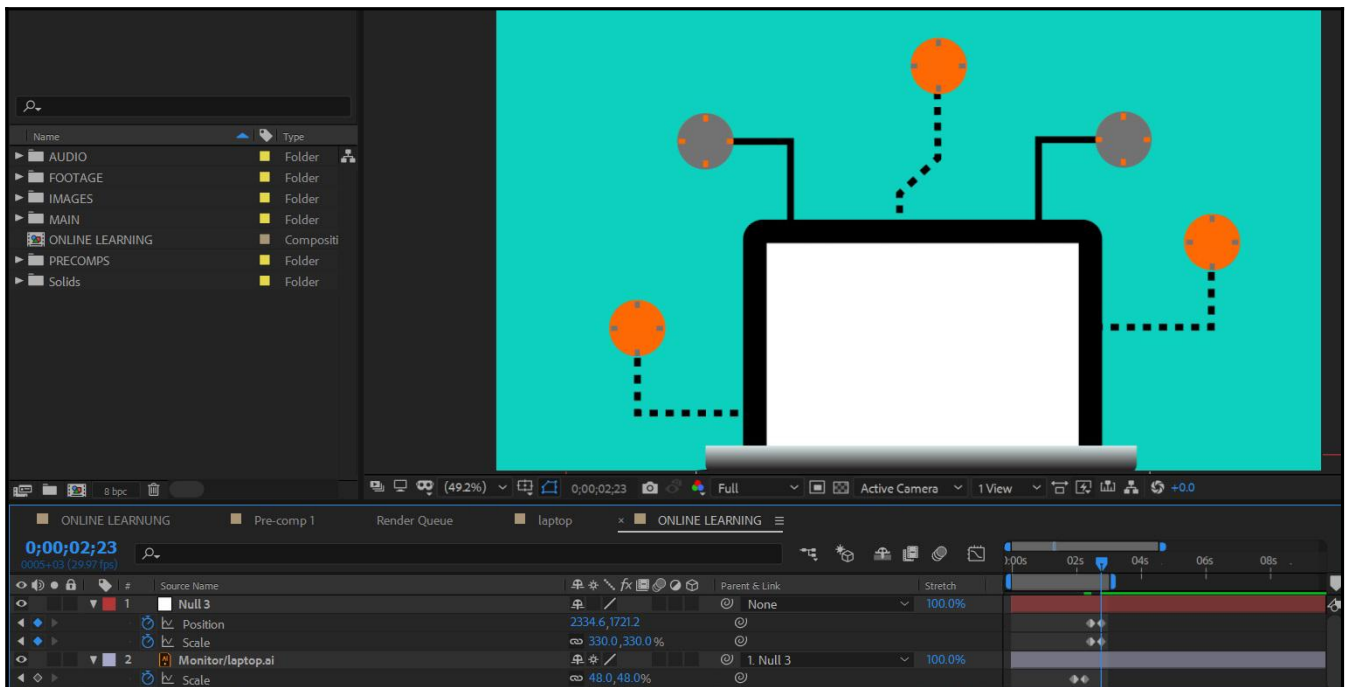 Name Type
AUDIO Folder
FOOTAGE Folder
IMAGES Folder
MAIN Folder
ONLINE LEARNING Compositi
PRECOMPS Folder
Solids Folder
8 bpc
(49.2%) 0;00;02;23 Full Active Camera 1 View +0.0
ONLINE LEARNUNG Pre-comp 1 Render Queue laptop × ONLINE LEARNING
0;00;02;23
0005+03 (29.97 fps)
):00s 02s 04s 06s 08s
# Source Name fx Parent & Link Stretch
1 Null 3 None 100.0%
Position 2334.6,1721.2
Scale 330.0,330.0%
2 Ai Monitor/laptop.ai 1. Null 3 100.0%
Scale 48.0,48.0%